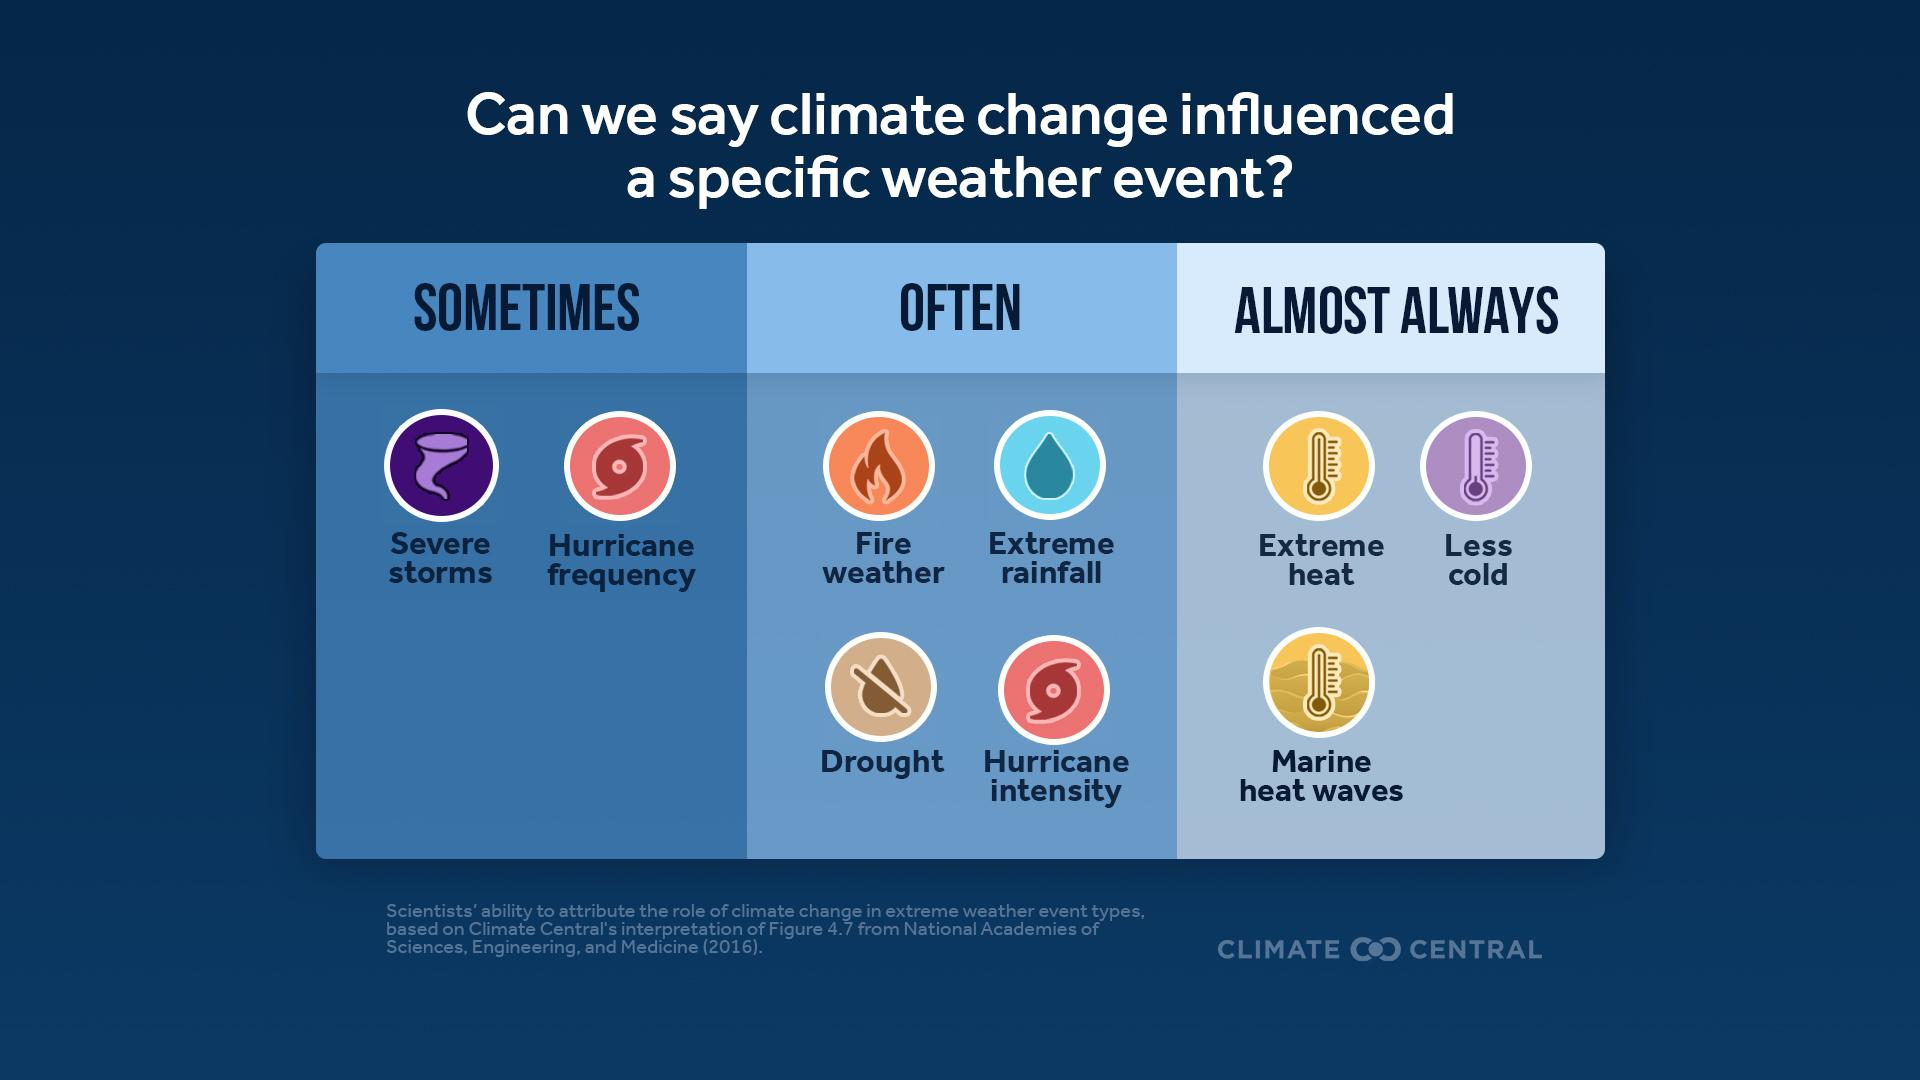 Can we say climate change influenced
a specific weather event?
SOMETIMES
OFTEN
ALMOST ALWAYS
Severe
storms
Hurricane
frequency
Fire
weather
Extreme
rainfall
Drought
Hurricane
intensity
Extreme
heat
Less
cold
Marine
heat waves
Scientists' ability to attribute the role of climate change in extreme weather event types,
based on Climate Central's interpretation of Figure 4.7 from National Academies of
Sciences, Engineering, and Medicine (2016).
CLIMATE CENTRAL